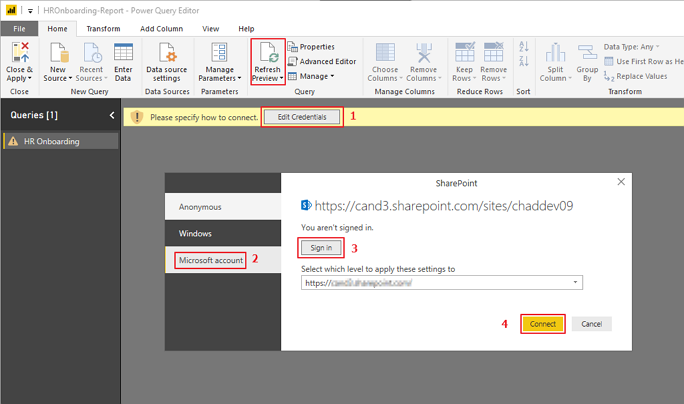 HROnboarding-Report - Power Query Editor
File
Home
Transform
Add Column
View
Help
Close & Apply
New Source
Recent Sources
Enter Data
Data source settings
Manage Parameters
Refresh Preview
Properties
Advanced Editor
Manage
Choose Columns
Remove Columns
Keep Rows
Remove Rows
Split Column
Group By
Data Type: Any
Use First Row as He
Replace Values
Close
New Query
Data Sources
Parameters
Query
Manage Columns
Reduce Rows
Sort
Transform
Queries [1]
HR Onboarding
Please specify how to connect.
Edit Credentials
1
SharePoint
Anonymous
Windows
Microsoft account
2
https://cand3.sharepoint.com/sites/chaddev09
You aren't signed in.
Sign in
3
Select which level to apply these settings to
https://cand3.sharepoint.com/
4
Connect
Cancel